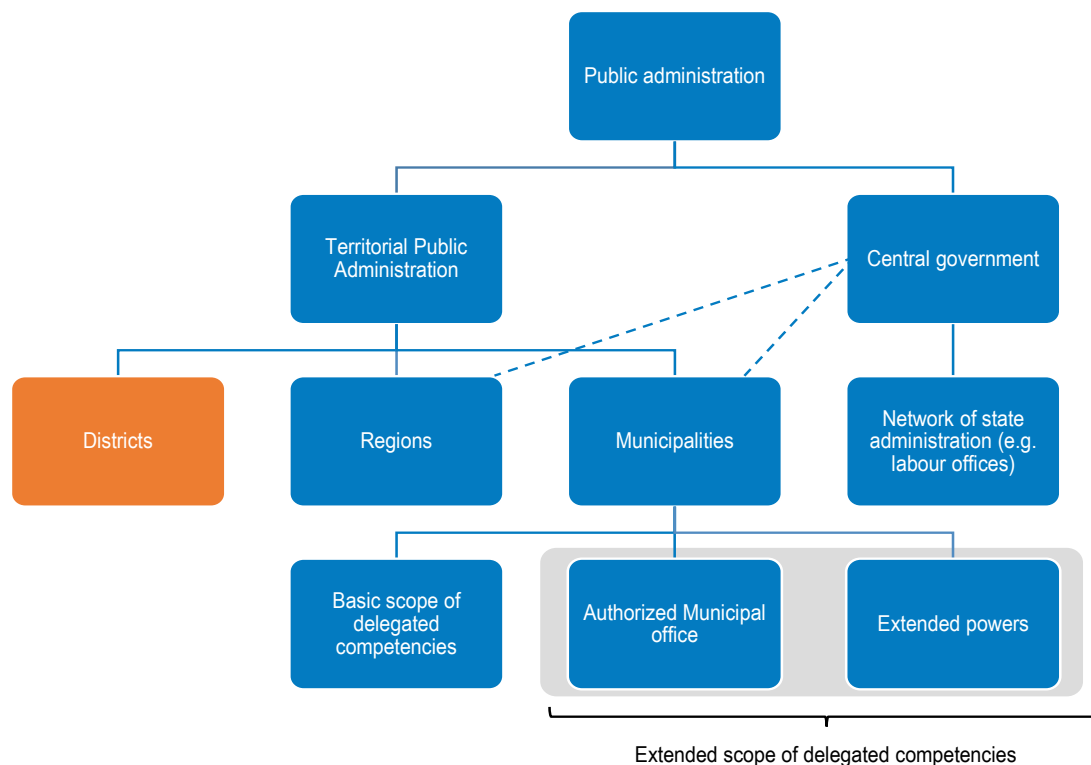 Public administration
Territorial Public
Administration
Central government
Districts
Regions
Municipalities
Network of state
administration (e.g.
labour offices)
Basic scope of
delegated
competencies
Authorized Municipal
office
Extended powers
Extended scope of delegated competencies